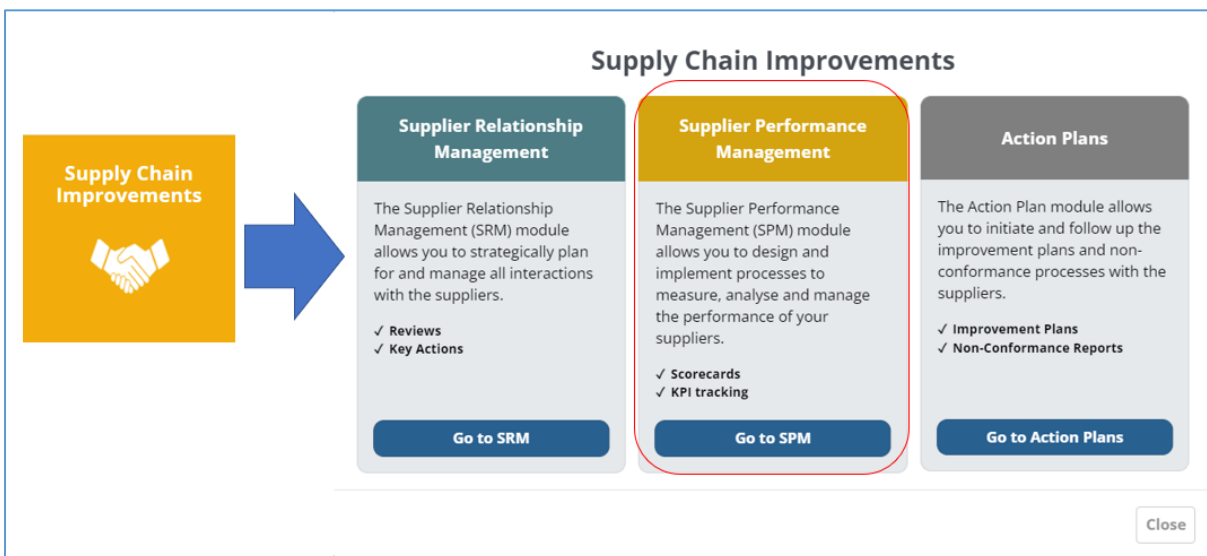 Supply Chain
Improvements
Supply Chain Improvements
Supplier Relationship
Management
The Supplier Relationship
Management (SRM) module
allows you to strategically plan
for and manage all interactions
with the suppliers.
✓ Reviews
✓ Key Actions
Go to SRM
Supplier Performance
Management
The Supplier Performance
Management (SPM) module
allows you to design and
implement processes to
measure, analyse and manage
the performance of your
suppliers.
✓ Scorecards
✓ KPI tracking
Go to SPM
Action Plans
The Action Plan module allows
you to initiate and follow up the
improvement plans and non-
conformance processes with the
suppliers.
✓ Improvement Plans
✓ Non-Conformance Reports
Go to Action Plans
Close